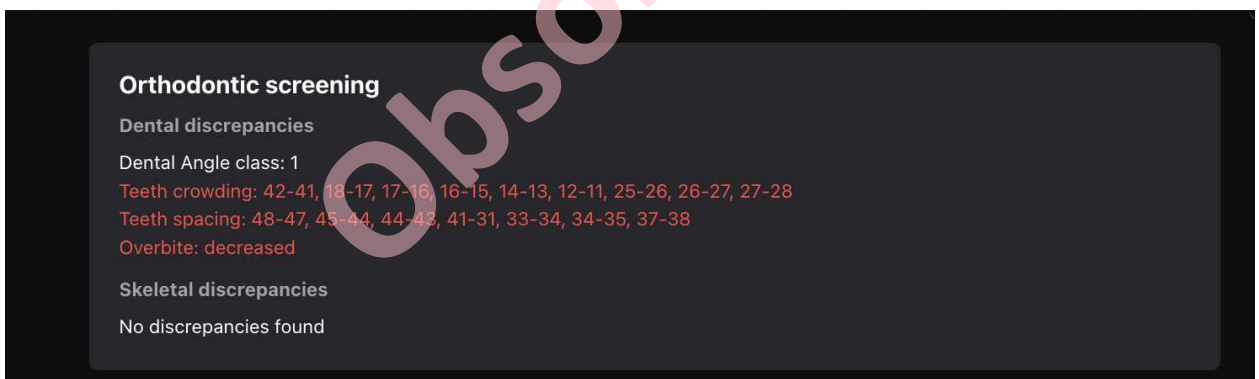 Orthodontic screening
Dental discrepancies
Dental Angle class: 1
Teeth crowding: 42-41, 18-17, 17-16, 16-15, 14-13, 12-11, 25-26, 26-27, 27-28
Teeth spacing: 48-47, 45-44, 44-43, 41-31, 33-34, 34-35, 37-38
Overbite: decreased
Skeletal discrepancies
No discrepancies found
Obso